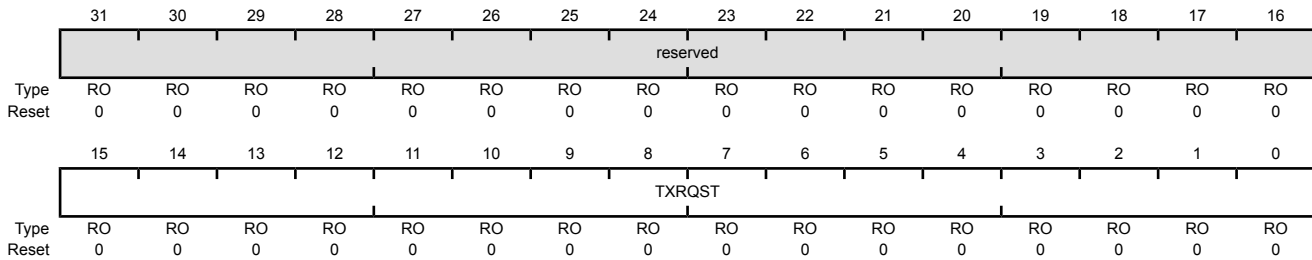 31 30 29 28 27 26 25 24 23 22 21 20 19 18 17 16
reserved
Type RO RO RO RO RO RO RO RO RO RO RO RO RO RO RO RO
Reset 0 0 0 0 0 0 0 0 0 0 0 0 0 0 0 0
15 14 13 12 11 10 9 8 7 6 5 4 3 2 1 0
TXRQST
Type RO RO RO RO RO RO RO RO RO RO RO RO RO RO RO RO
Reset 0 0 0 0 0 0 0 0 0 0 0 0 0 0 0 0